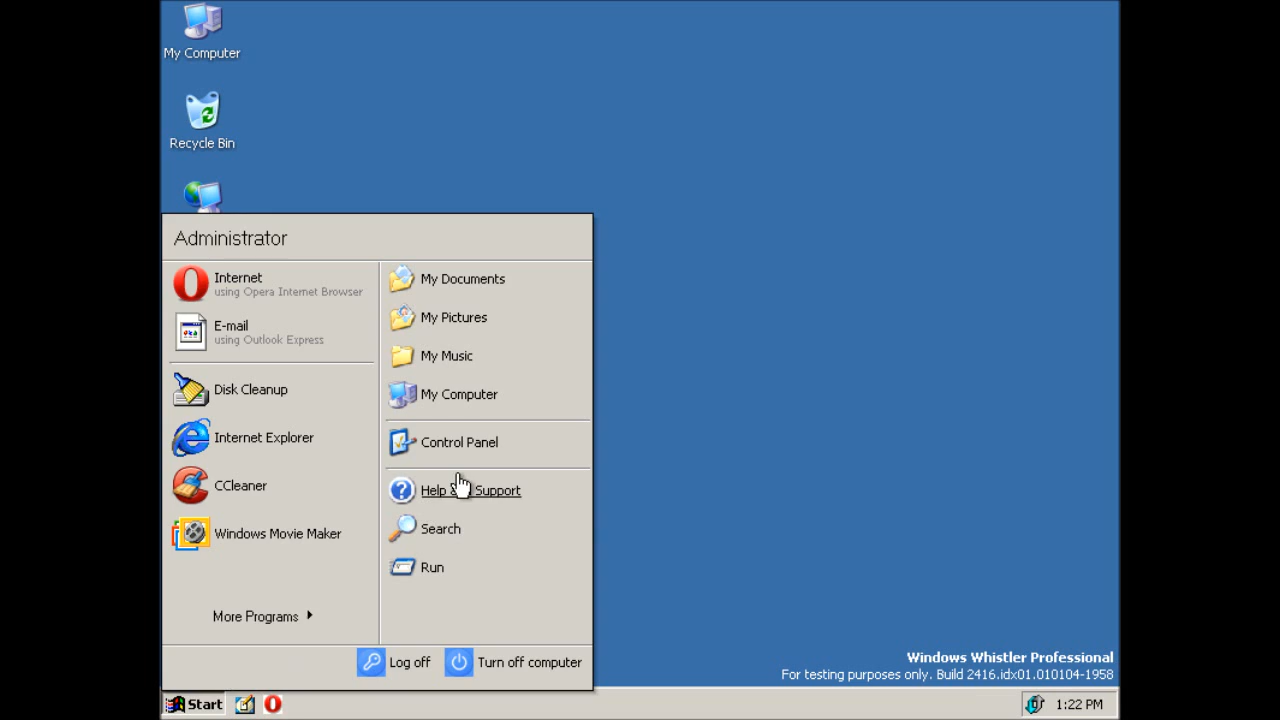 My Computer
Recycle Bin
Administrator
Internet
using Opera Internet Browser
E-mail
using Outlook Express
Disk Cleanup
Internet Explorer
CCleaner
Windows Movie Maker
More Programs
My Documents
My Pictures
My Music
My Computer
Control Panel
Help & Support
Search
Run
Log off
Turn off computer
Windows Whistler Professional
For testing purposes only. Build 2416.idx01.010104-1958
Start
1:22 PM